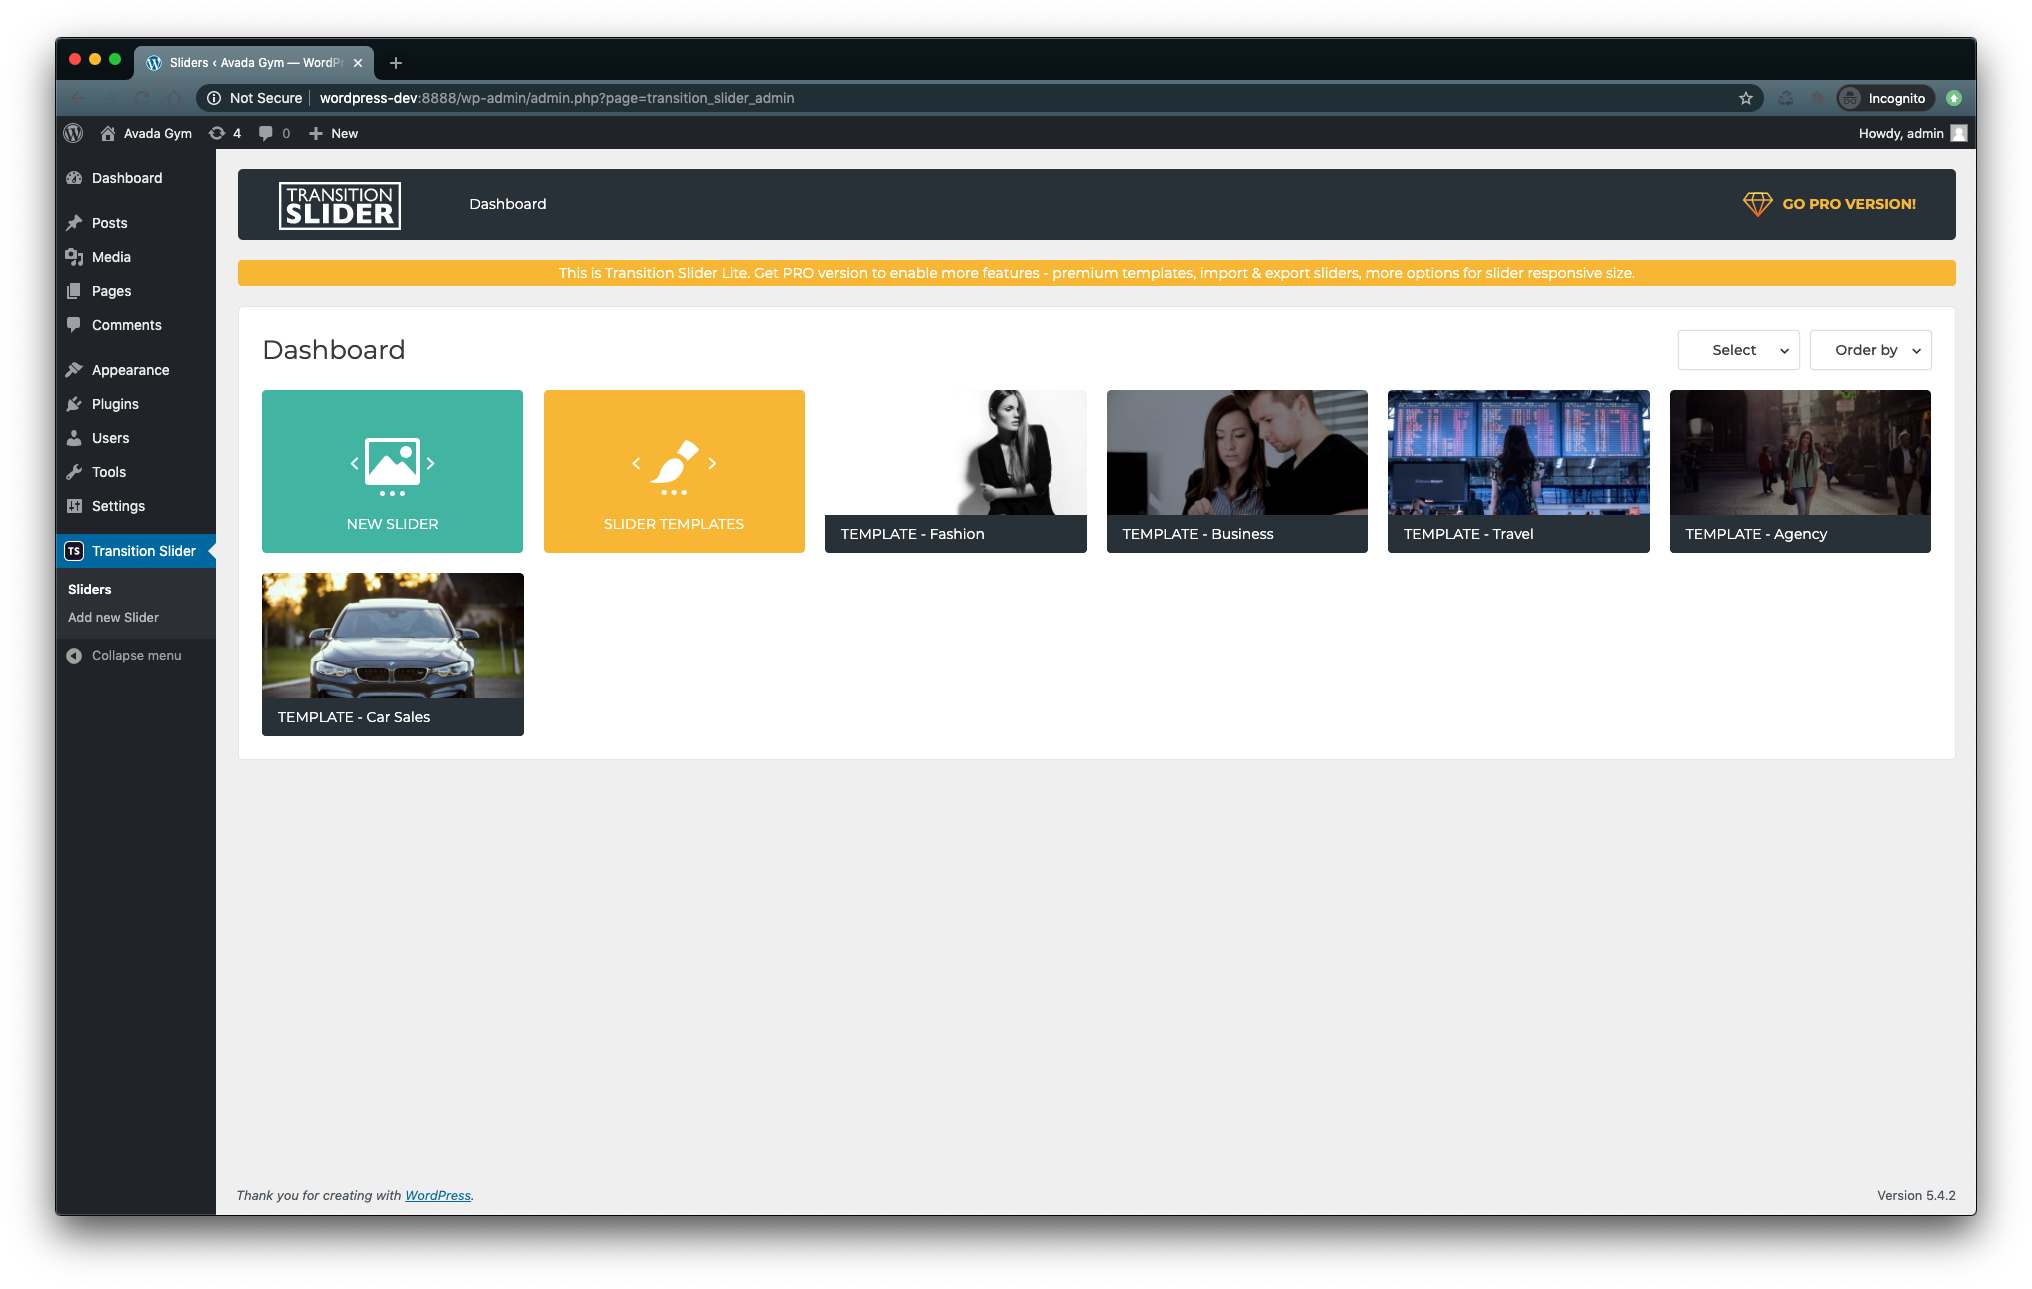 Sliders ‹ Avada Gym — WordPr
Not Secure
wordpress-dev:8888/wp-admin/admin.php?page=transition_slider_admin
Incognito
Avada Gym
4
0
New
Howdy, admin
Dashboard
Posts
Media
Pages
Comments
Appearance
Plugins
Users
Tools
Settings
TS
Transition Slider
Sliders
Add new Slider
Collapse menu
TRANSITION
SLIDER
Dashboard
GO PRO VERSION!
This is Transition Slider Lite. Get PRO version to enable more features - premium templates, import & export sliders, more options for slider responsive size.
Dashboard
Select
Order by
NEW SLIDER
SLIDER TEMPLATES
TEMPLATE - Fashion
TEMPLATE - Business
TEMPLATE - Travel
TEMPLATE - Agency
TEMPLATE - Car Sales
Thank you for creating with WordPress.
Version 5.4.2